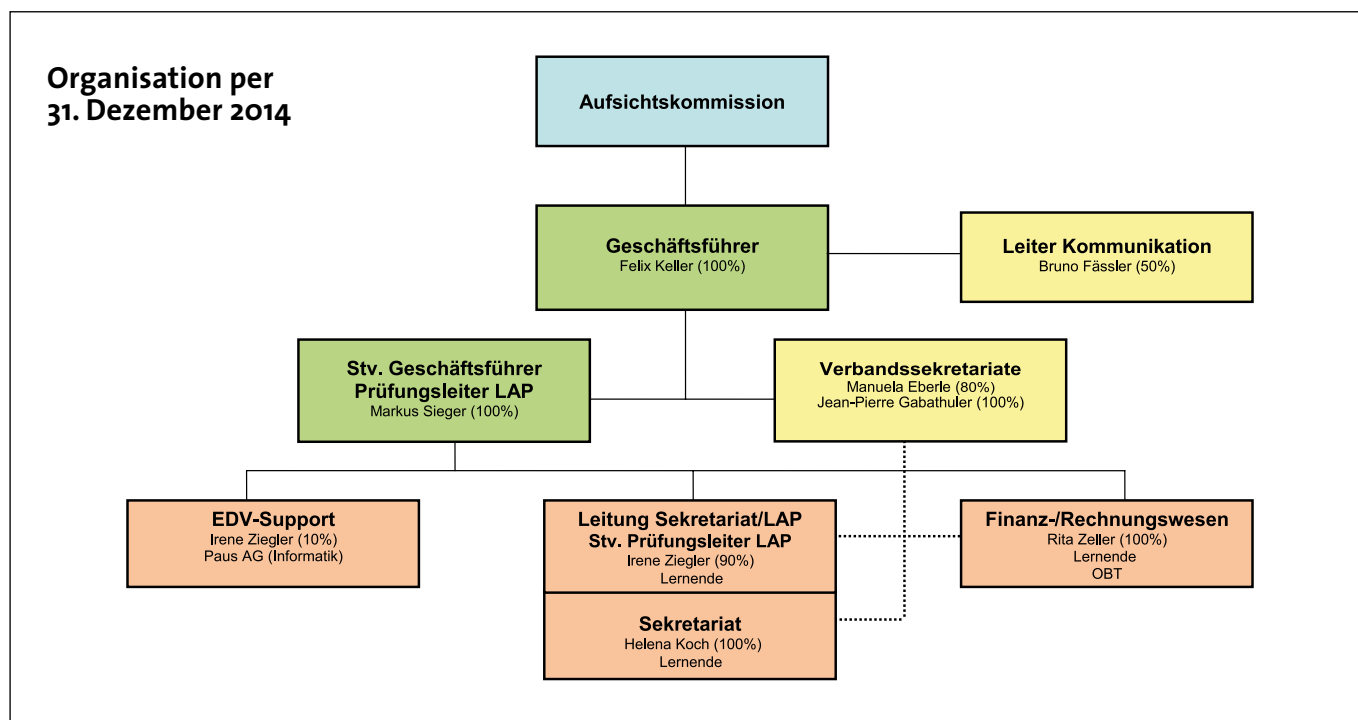 Organisation per
31. Dezember 2014
Aufsichtskommission
Geschäftsführer
Felix Keller (100%)
Leiter Kommunikation
Bruno Fässler (50%)
Stv. Geschäftsführer
Prüfungsleiter LAP
Markus Sieger (100%)
Verbandssekretariate
Manuela Eberle (80%)
Jean-Pierre Gabathuler (100%)
EDV-Support
Irene Ziegler (10%)
Paus AG (Informatik)
Leitung Sekretariat/LAP
Stv. Prüfungsleiter LAP
Irene Ziegler (90%)
Lernende
Sekretariat
Helena Koch (100%)
Lernende
Finanz-/Rechnungswesen
Rita Zeller (100%)
Lernende
OBT